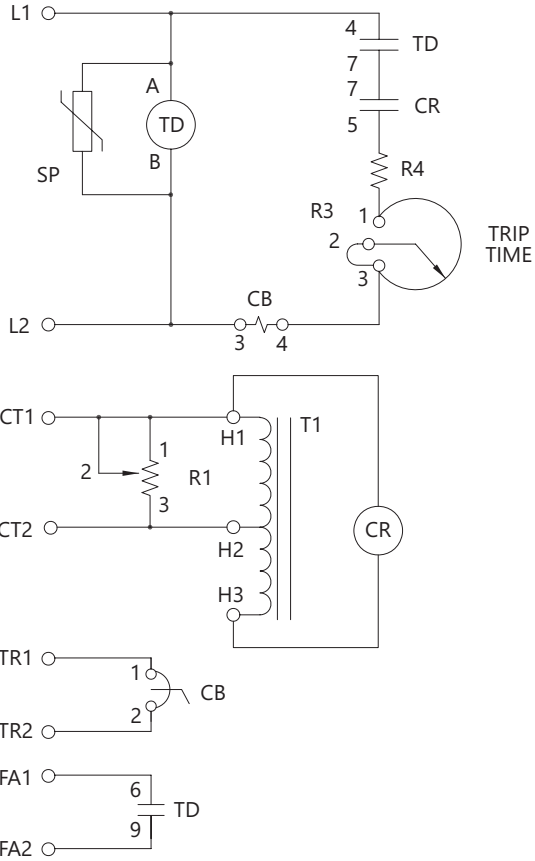 L1
4
TD
7
A
7
TD
CR
5
B
SP
R4
R3
1
2
TRIP
TIME
3
CB
L2
3
4
CT1
H1
T1
1
2
R1
3
CT2
H2
CR
H3
TR1
1
CB
2
TR2
FA1
6
TD
9
FA2